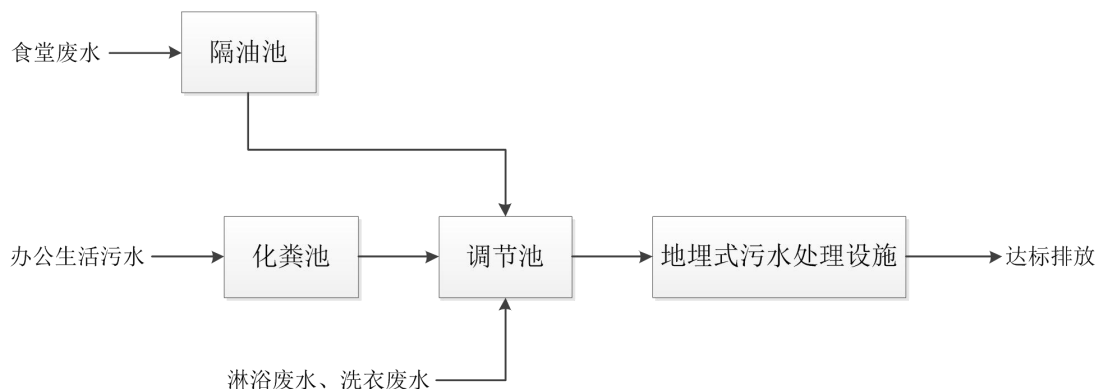 食堂废水
隔油池
办公生活污水
化粪池
调节池
地埋式污水处理设施
达标排放
淋浴废水、洗衣废水